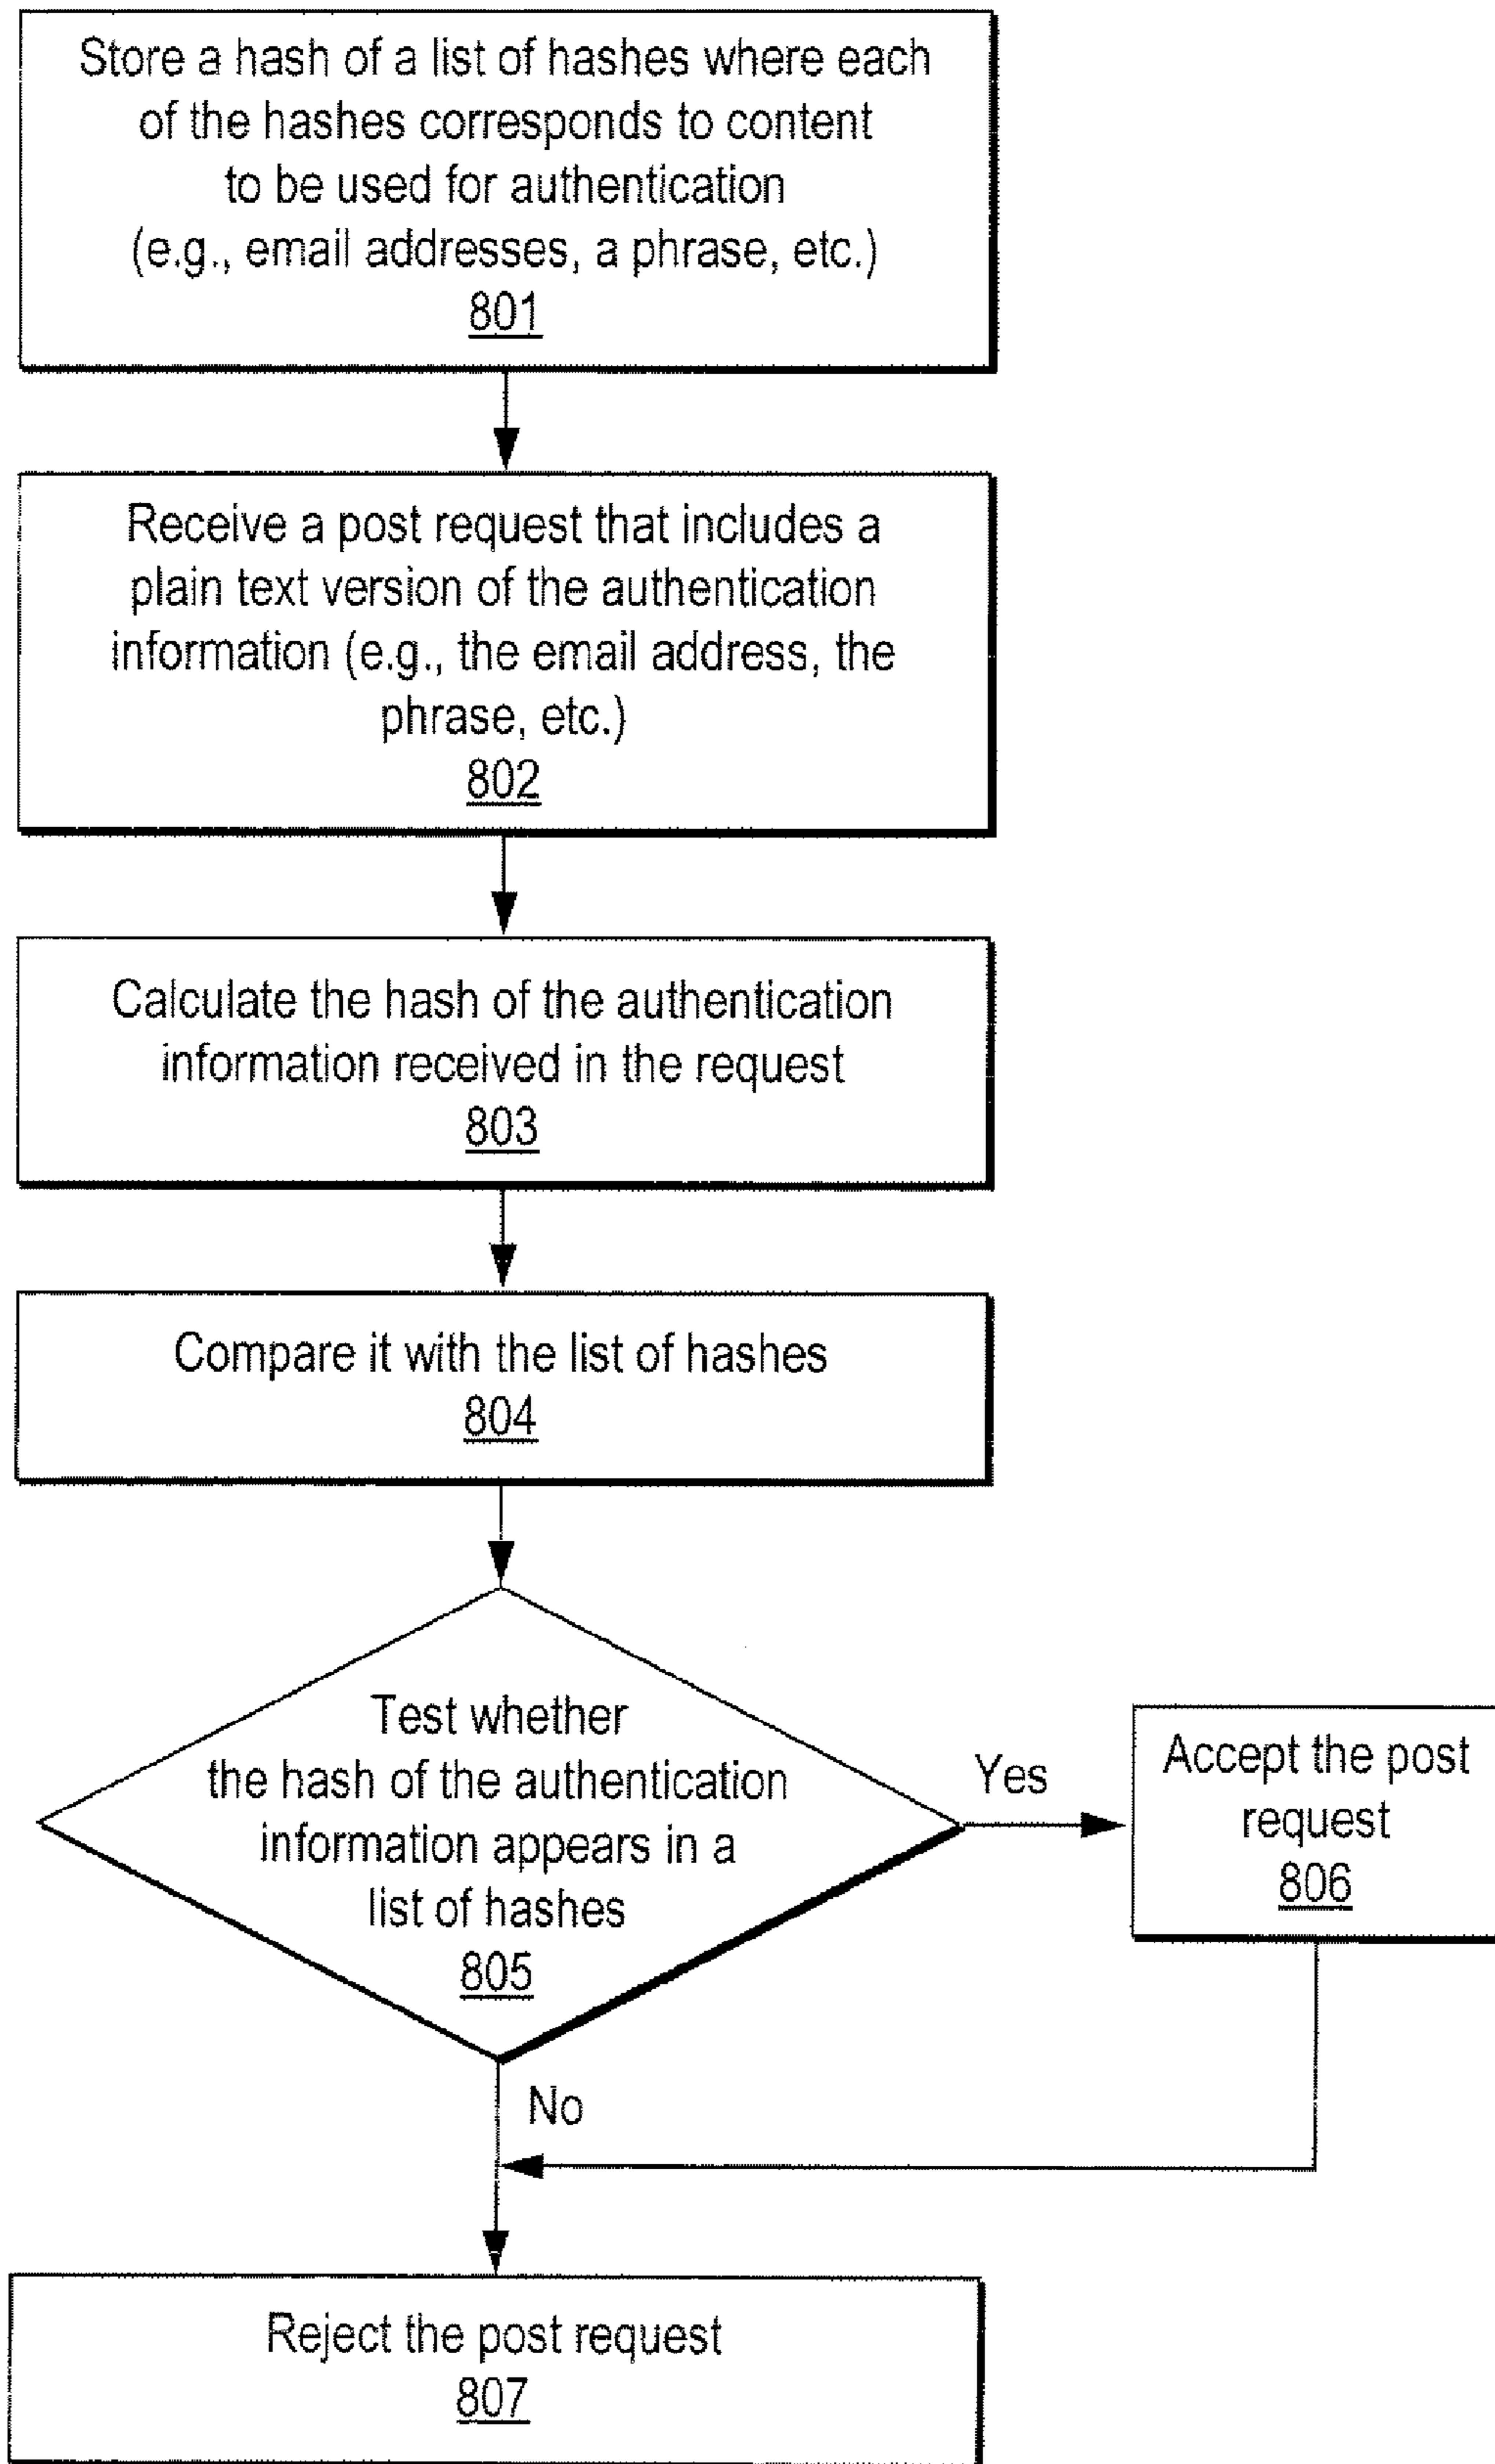 Store a hash of a list of hashes where each
of the hashes corresponds to content
to be used for authentication
(e.g., email addresses, a phrase, etc.)
801
Receive a post request that includes a
plain text version of the authentication
information (e.g., the email address, the
phrase, etc.)
802
Calculate the hash of the authentication
information received in the request
803
Compare it with the list of hashes
804
Test whether
the hash of the authentication
information appears in a
list of hashes
805
Yes
Accept the post
request
806
No
Reject the post request
807